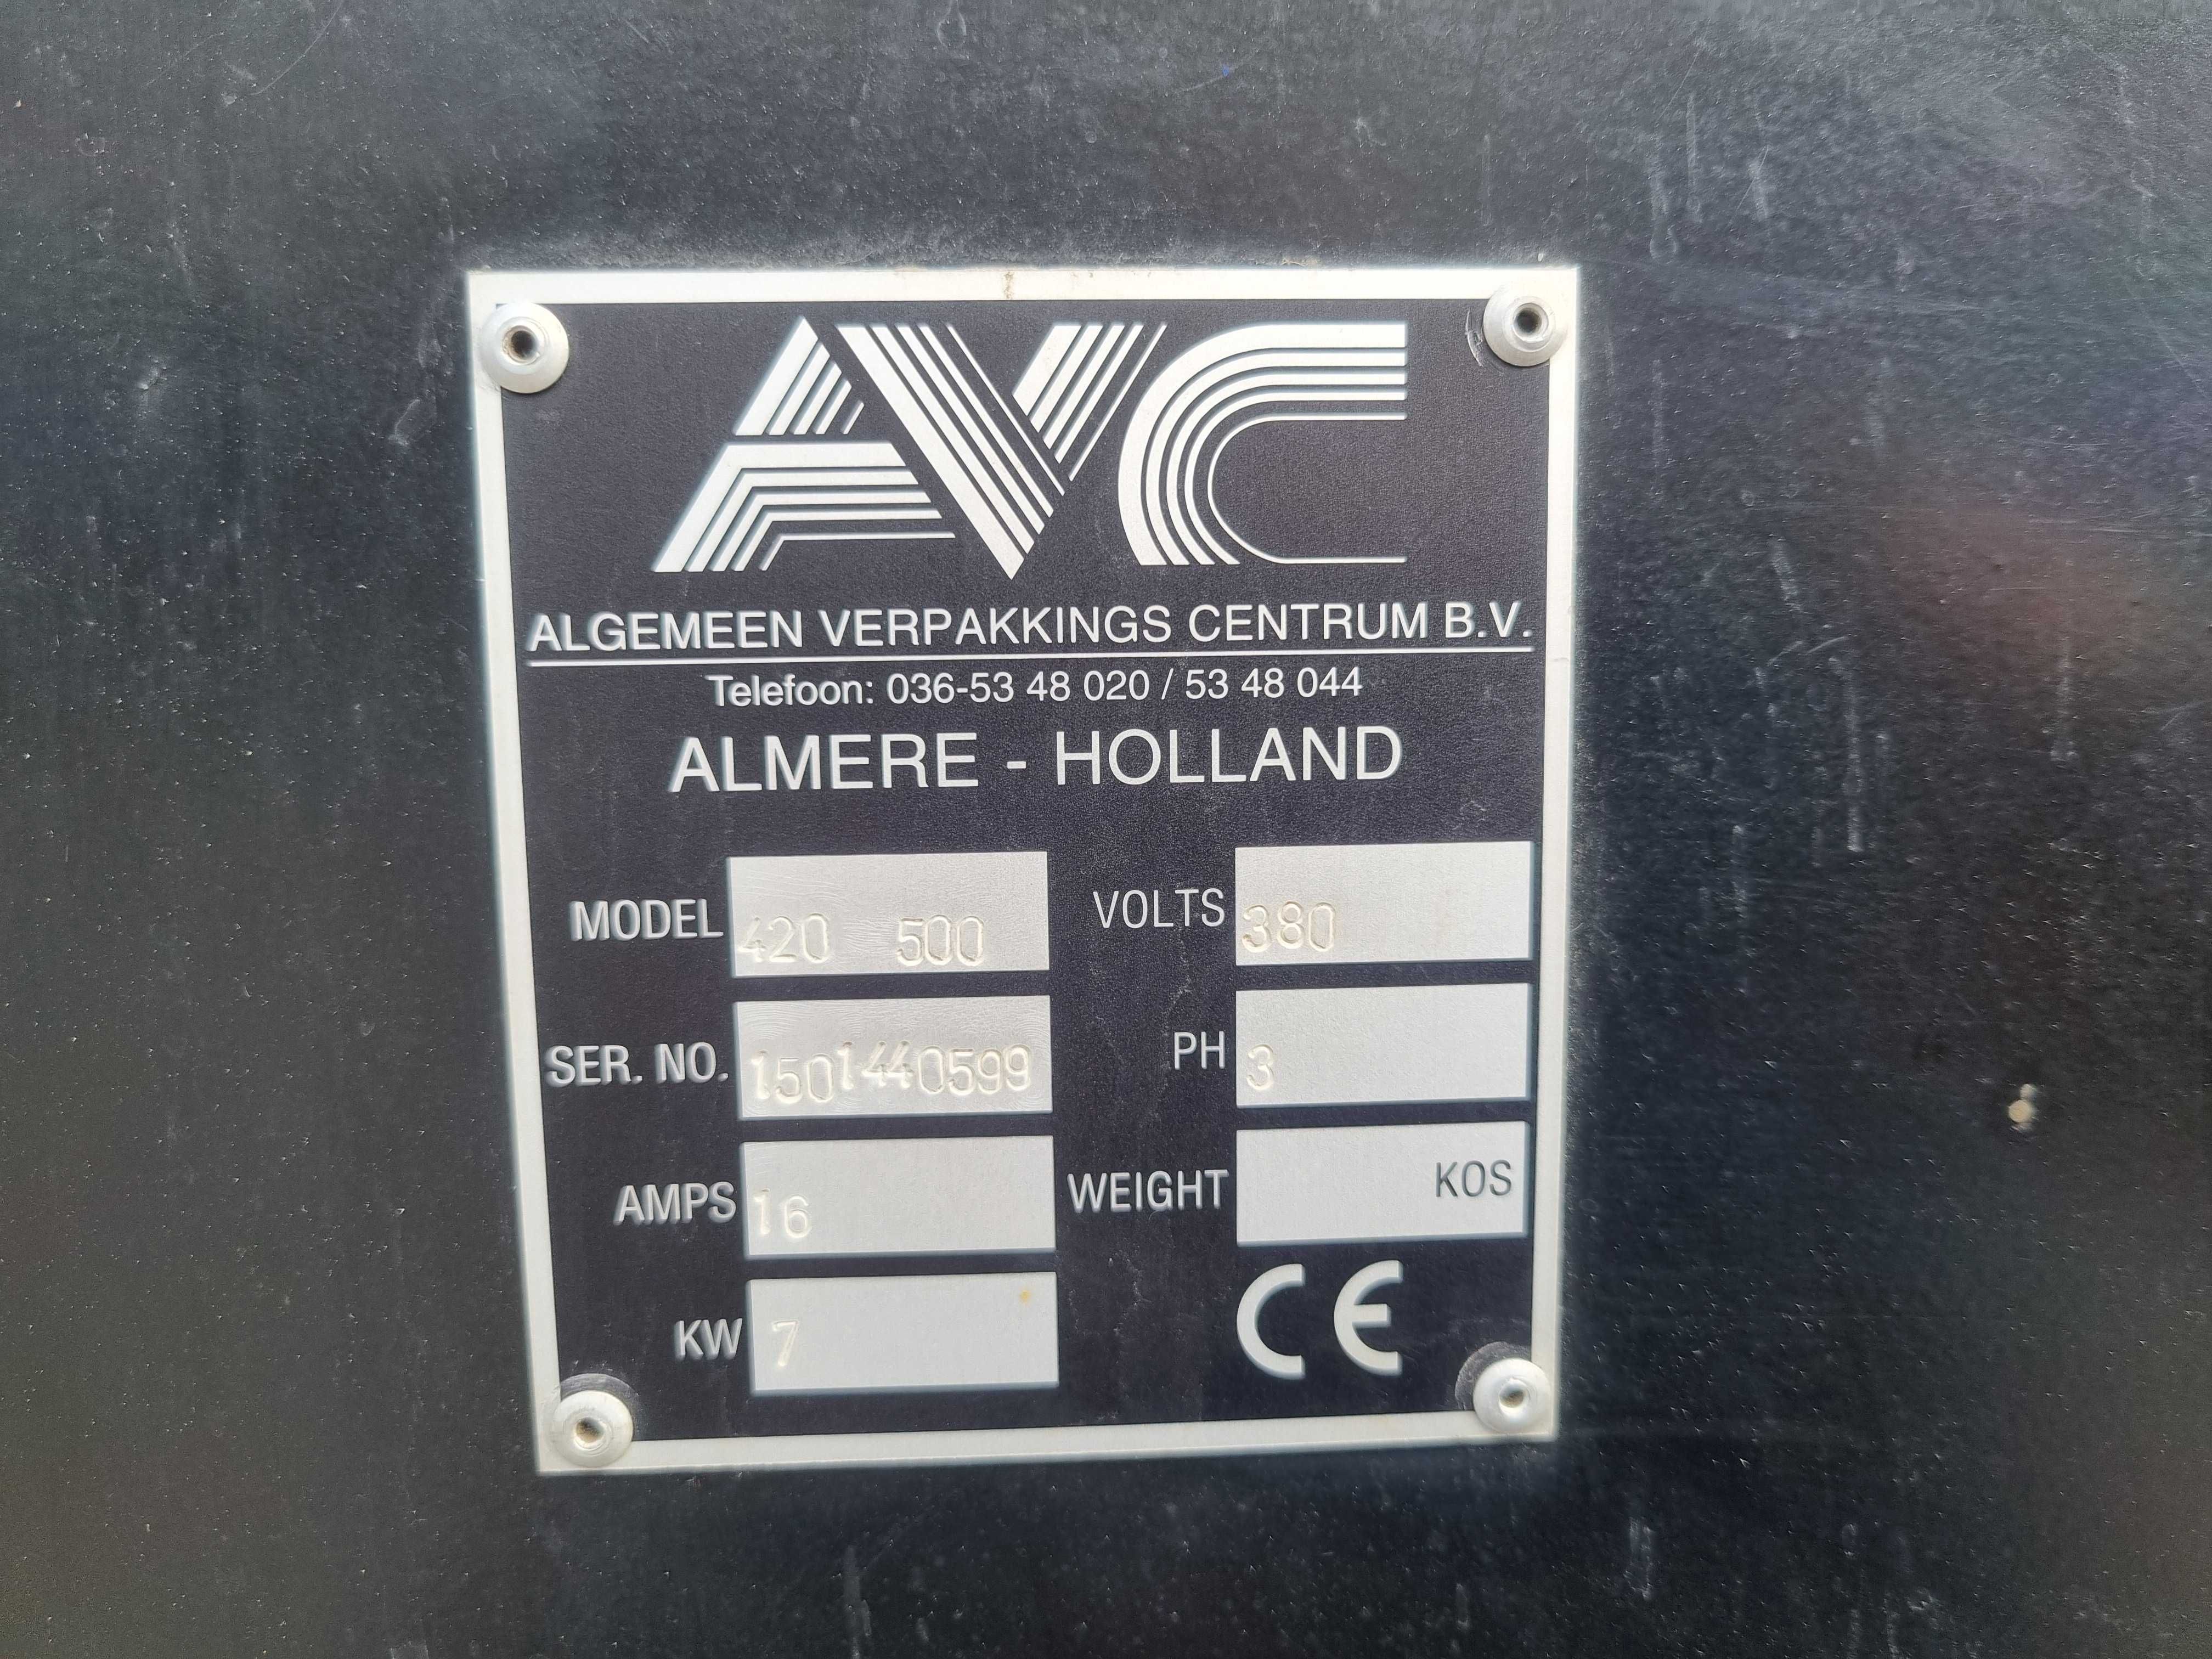 AVC
ALGEMEEN VERPAKKINGS CENTRUM B.V.
Telefoon: 036-53 48 020 / 53 48 044
ALMERE - HOLLAND
MODEL 420 500 VOLTS 380
SER. NO. 1501440599 PH 3
AMPS 16 WEIGHT KOS
KW 7 CE